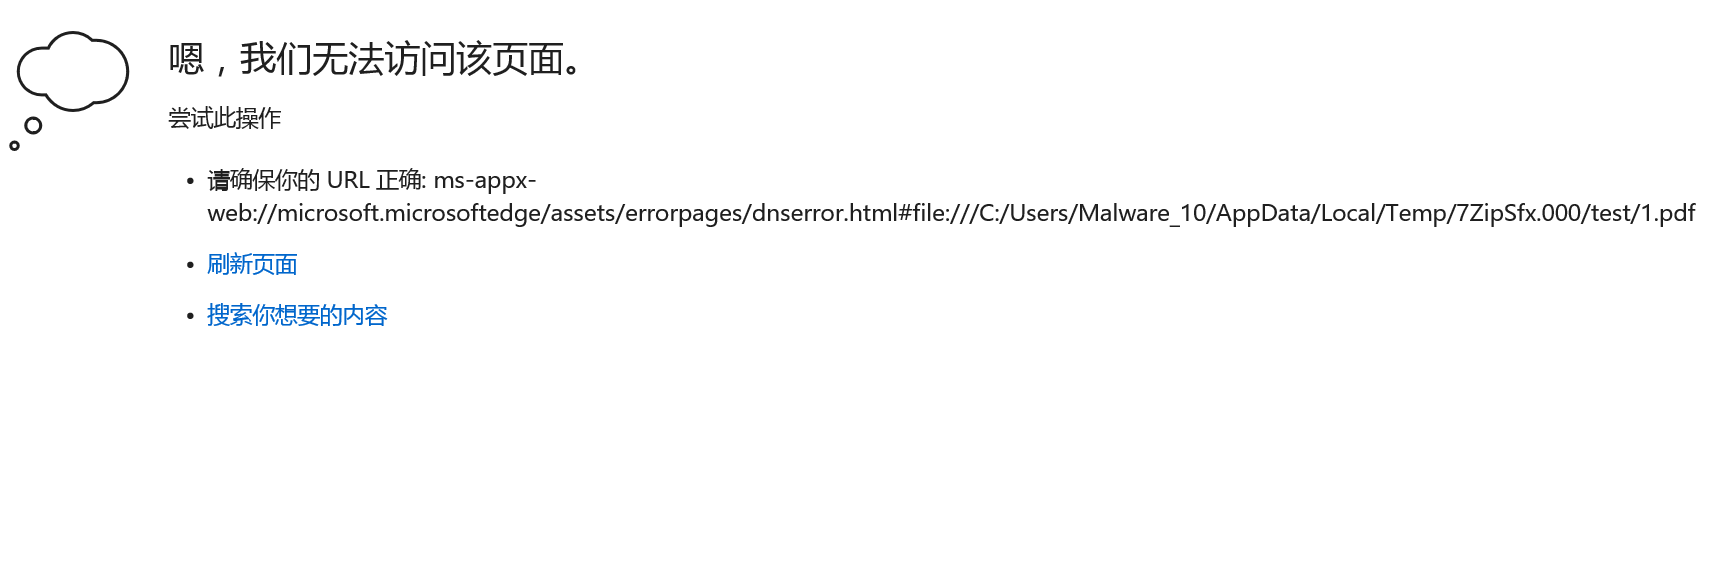 嗯，我们无法访问该页面。
尝试此操作
• 请确保你的 URL 正确: ms-appx-
web://microsoft.microsoftedge/assets/errorpages/dnserror.html#file:///C:/Users/Malware_10/AppData/Local/Temp/7ZipSfx.000/test/1.pdf
• 刷新页面
• 搜索你想要的内容